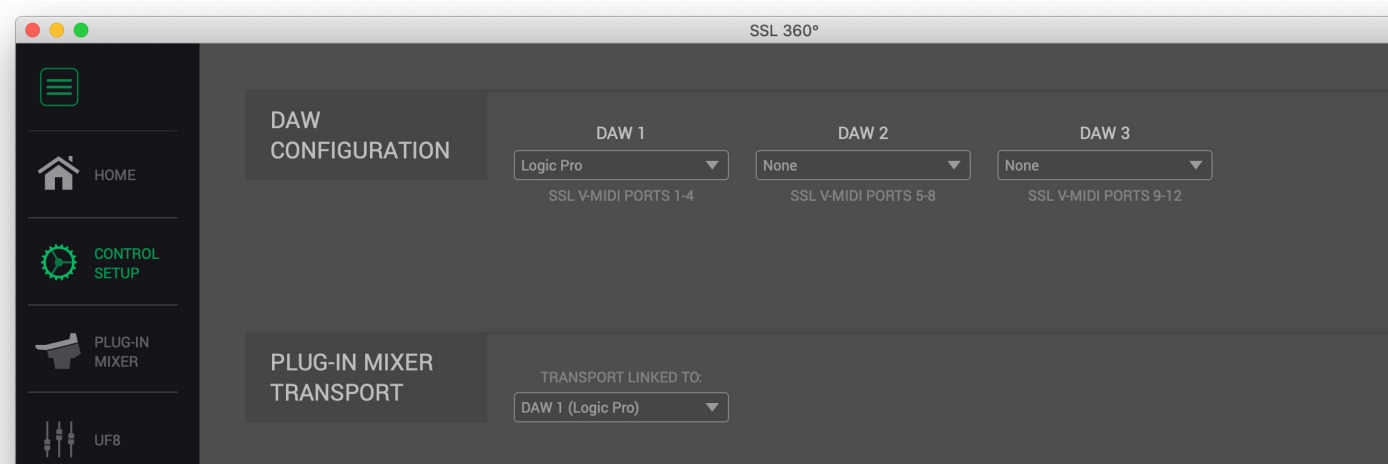 SSL 360°
HOME
CONTROL
SETUP
PLUG-IN
MIXER
UF8
DAW
CONFIGURATION
DAW 1
DAW 2
DAW 3
Logic Pro
None
None
SSL V-MIDI PORTS 1-4
SSL V-MIDI PORTS 5-8
SSL V-MIDI PORTS 9-12
PLUG-IN MIXER
TRANSPORT
TRANSPORT LINKED TO:
DAW 1 (Logic Pro)